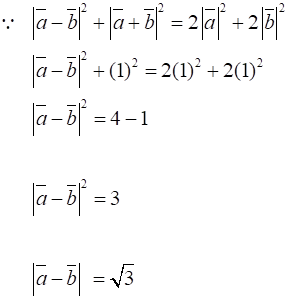 ∵ |a̅ − b̅|² + |a̅ + b̅|² = 2|a̅|² + 2|b̅|²
|a̅ − b̅|² + (1)² = 2(1)² + 2(1)²
|a̅ − b̅|² = 4 − 1
|a̅ − b̅|² = 3
|a̅ − b̅| = √3